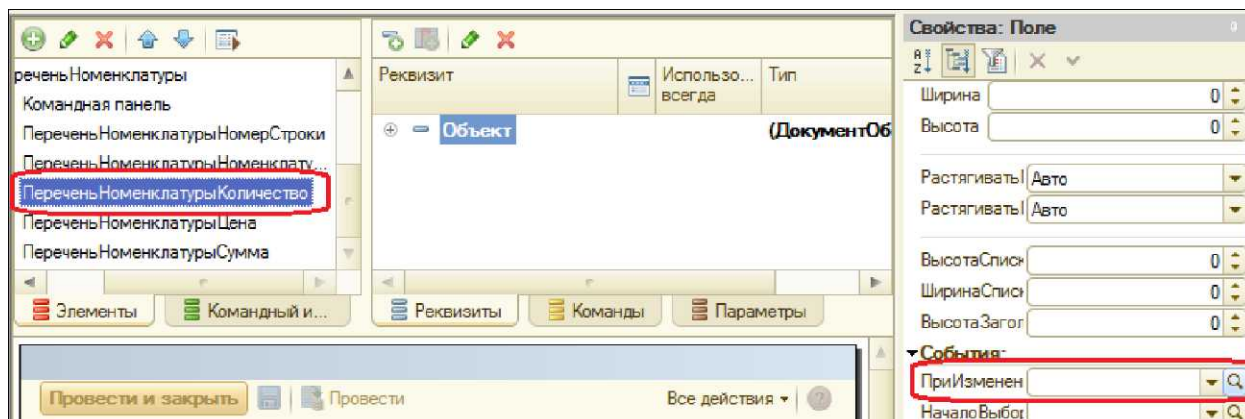 реченьНоменклатуры
Командная панель
ПереченьНоменклатурыНомерСтроки
ПереченьНоменклатурыНоменклату...
ПереченьНоменклатурыКоличество
ПереченьНоменклатурыЦена
ПереченьНоменклатурыСумма
Элементы
Командный и...
Реквизит
Использо... всегда
Тип
Объект
(ДокументОб
Реквизиты
Команды
Параметры
Провести и закрыть
Провести
Все действия
Свойства: Поле
Ширина 0
Высота 0
Растягивать Авто
Растягивать Авто
ВысотаСписк 0
ШиринаСписк 0
ВысотаЗагол 0
События:
ПриИзменен
НачалоВыбор